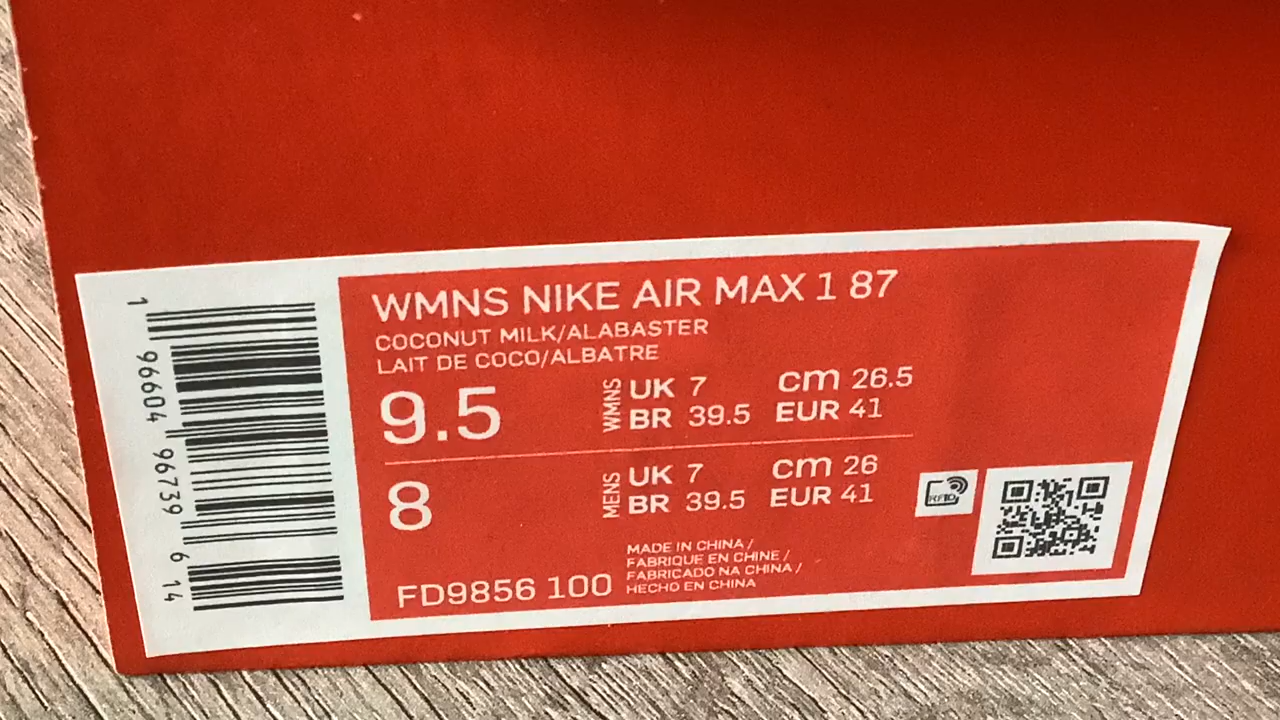 WMNS NIKE AIR MAX 1 87
COCONUT MILK/ALABASTER
LAIT DE COCO/ALBATRE
9.5 WMNS UK 7 cm 26.5
BR 39.5 EUR 41
8 MENS UK 7 cm 26
BR 39.5 EUR 41
FD9856 100
MADE IN CHINA /
FABRIQUE EN CHINE /
FABRICADO NA CHINA /
HECHO EN CHINA
RFID
1 96604 96739 6 14